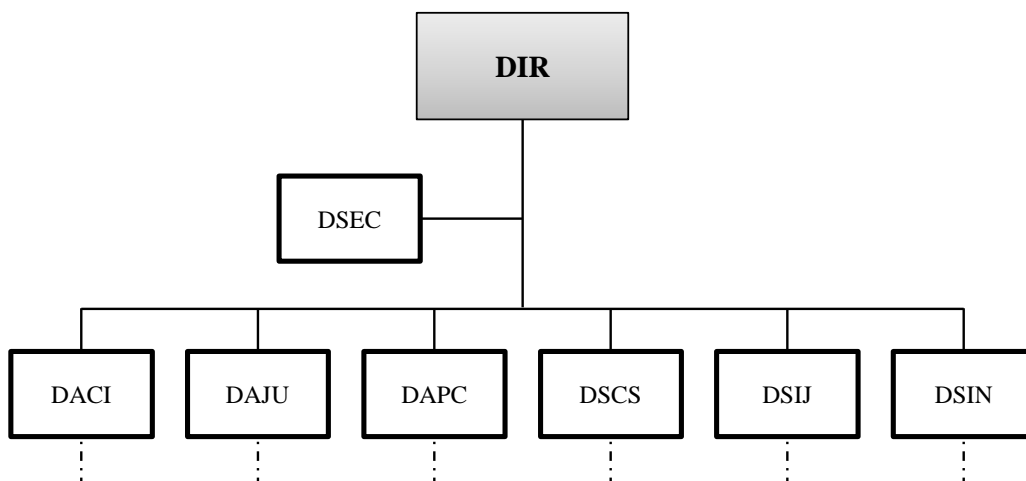 DIR
DSEC
DACI
DAJU
DAPC
DSCS
DSIJ
DSIN